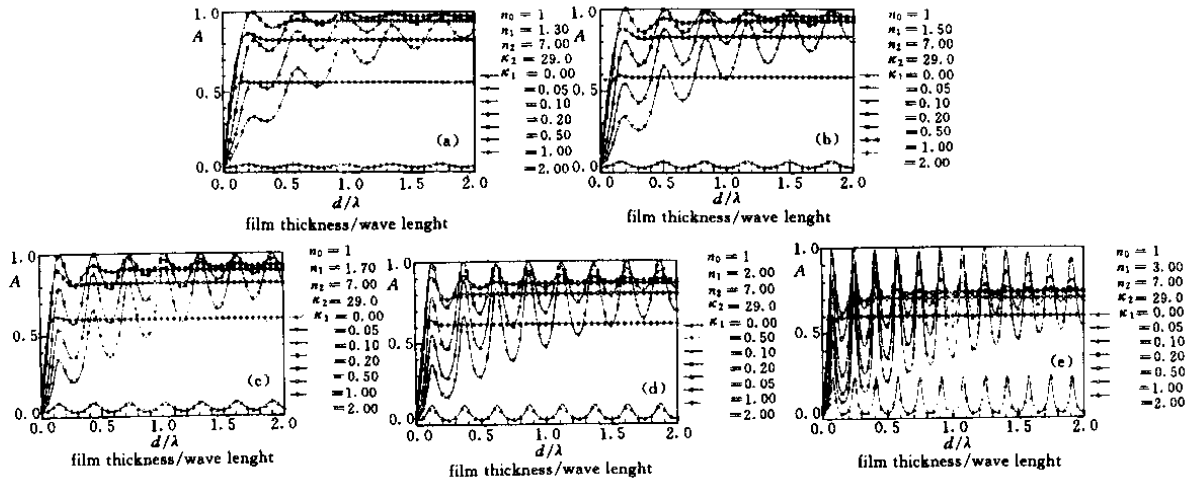 1.0
A
0.5
0.0
0.0 0.5 1.0 1.5 2.0
d/λ
film thickness/wave lenght
(a)
n₀ = 1
n₁ = 1.30
n₂ = 7.00
κ₂ = 29.0
κ₁ = 0.00
= 0.05
= 0.10
= 0.20
= 0.50
= 1.00
= 2.00
1.0
A
0.5
0.0
0.0 0.5 1.0 1.5 2.0
d/λ
film thickness/wave lenght
(b)
n₀ = 1
n₁ = 1.50
n₂ = 7.00
κ₂ = 29.0
κ₁ = 0.00
= 0.05
= 0.10
= 0.20
= 0.50
= 1.00
= 2.00
1.0
A
0.5
0.0
0.0 0.5 1.0 1.5 2.0
d/λ
film thickness/wave lenght
(c)
n₀ = 1
n₁ = 1.70
n₂ = 7.00
κ₂ = 29.0
κ₁ = 0.00
= 0.05
= 0.10
= 0.20
= 0.50
= 1.00
= 2.00
1.0
A
0.5
0.0
0.0 0.5 1.0 1.5 2.0
d/λ
film thickness/wave lenght
(d)
n₀ = 1
n₁ = 2.00
n₂ = 7.00
κ₂ = 29.0
κ₁ = 0.00
= 0.50
= 0.10
= 0.20
= 0.05
= 1.00
= 2.00
1.0
A
0.5
0.0
0.0 0.5 1.0 1.5 2.0
d/λ
film thickness/wave lenght
(e)
n₀ = 1
n₁ = 3.00
n₂ = 7.00
κ₂ = 29.0
κ₁ = 0.00
= 0.05
= 0.10
= 0.20
= 0.50
= 1.00
= 2.00